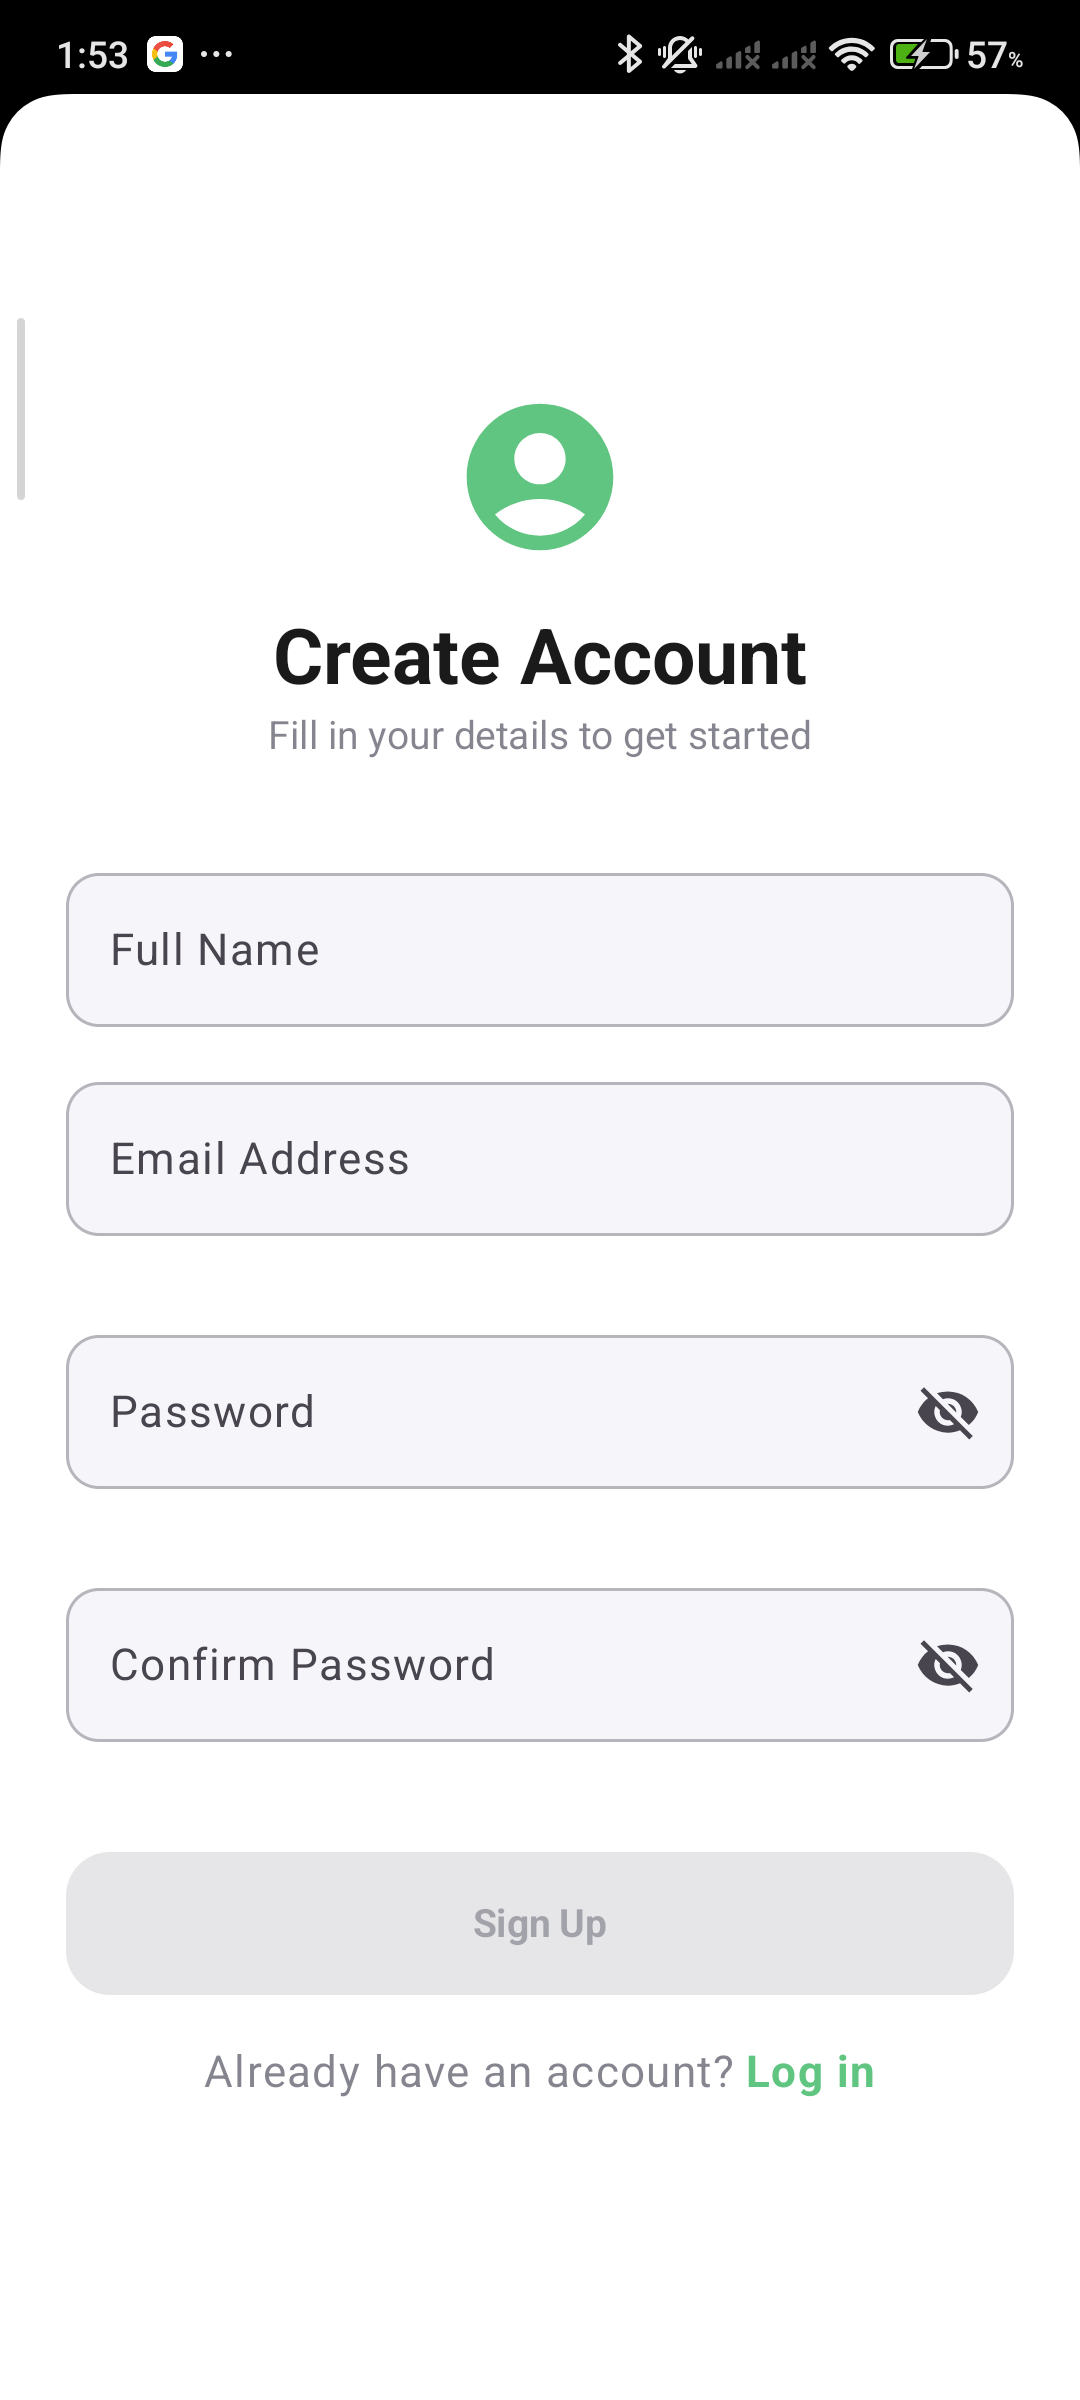 1:53 57%
Create Account
Fill in your details to get started
Full Name
Email Address
Password
Confirm Password
Sign Up
Already have an account? Log in